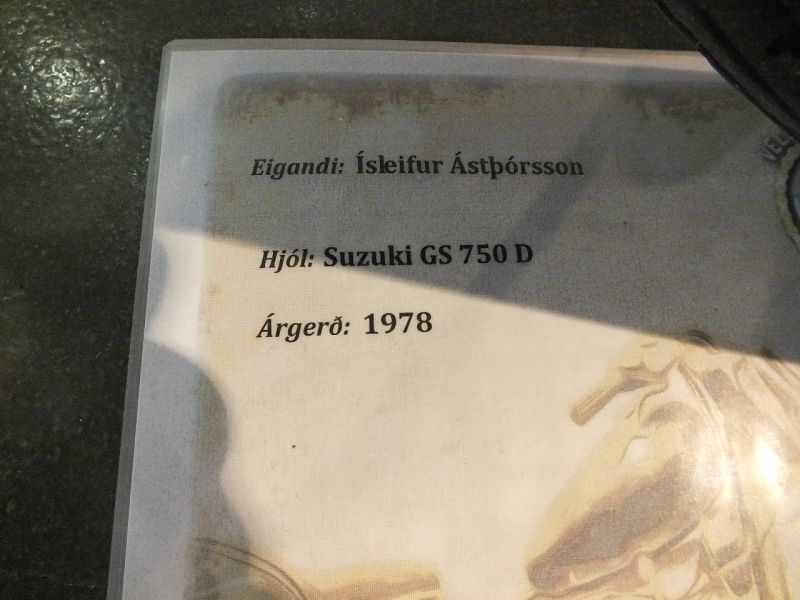 Eigandi: Ísleifur Ástþórsson
Hjól: Suzuki GS 750 D
Árgerð: 1978